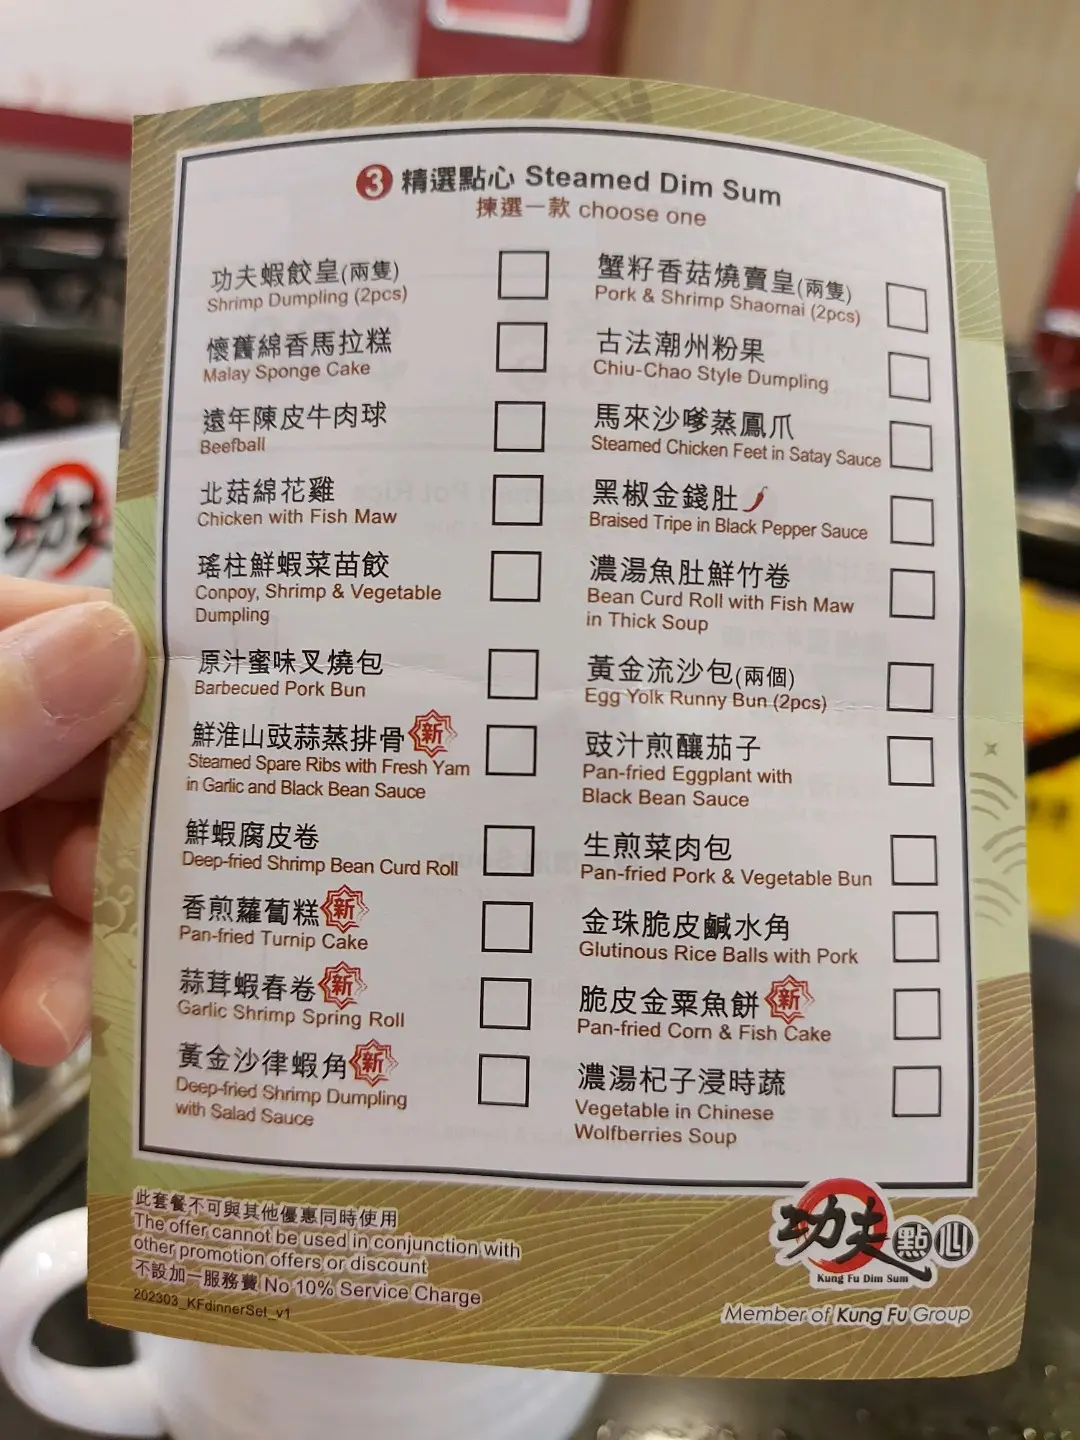 3 精選點心 Steamed Dim Sum
揀選一款 choose one
功夫蝦餃皇(兩隻)
Shrimp Dumpling (2pcs)
懷舊綿香馬拉糕
Malay Sponge Cake
遠年陳皮牛肉球
Beefball
北菇綿花雞
Chicken with Fish Maw
瑤柱鮮蝦菜苗餃
Conpoy, Shrimp & Vegetable
Dumpling
原汁蜜味叉燒包
Barbecued Pork Bun
鮮淮山豉蒜蒸排骨 新
Steamed Spare Ribs with Fresh Yam
in Garlic and Black Bean Sauce
鮮蝦腐皮卷
Deep-fried Shrimp Bean Curd Roll
香煎蘿蔔糕 新
Pan-fried Turnip Cake
蒜茸蝦春卷 新
Garlic Shrimp Spring Roll
黃金沙律蝦角 新
Deep-fried Shrimp Dumpling
with Salad Sauce
蟹籽香菇燒賣皇(兩隻)
Pork & Shrimp Shaomai (2pcs)
古法潮州粉果
Chiu-Chao Style Dumpling
馬來沙嗲蒸鳳爪
Steamed Chicken Feet in Satay Sauce
黑椒金錢肚
Braised Tripe in Black Pepper Sauce
濃湯魚肚鮮竹卷
Bean Curd Roll with Fish Maw
in Thick Soup
黃金流沙包(兩個)
Egg Yolk Runny Bun (2pcs)
豉汁煎釀茄子
Pan-fried Eggplant with
Black Bean Sauce
生煎菜肉包
Pan-fried Pork & Vegetable Bun
金珠脆皮鹹水角
Glutinous Rice Balls with Pork
脆皮金粟魚餅 新
Pan-fried Corn & Fish Cake
濃湯杞子浸時蔬
Vegetable in Chinese
Wolfberries Soup
此套餐不可與其他優惠同時使用
The offer cannot be used in conjunction with
other promotion offers or discount
不設加一服務費 No 10% Service Charge
202303_KFdinnerSet_v1
功夫點心
Kung Fu Dim Sum
Member of Kung Fu Group
功夫